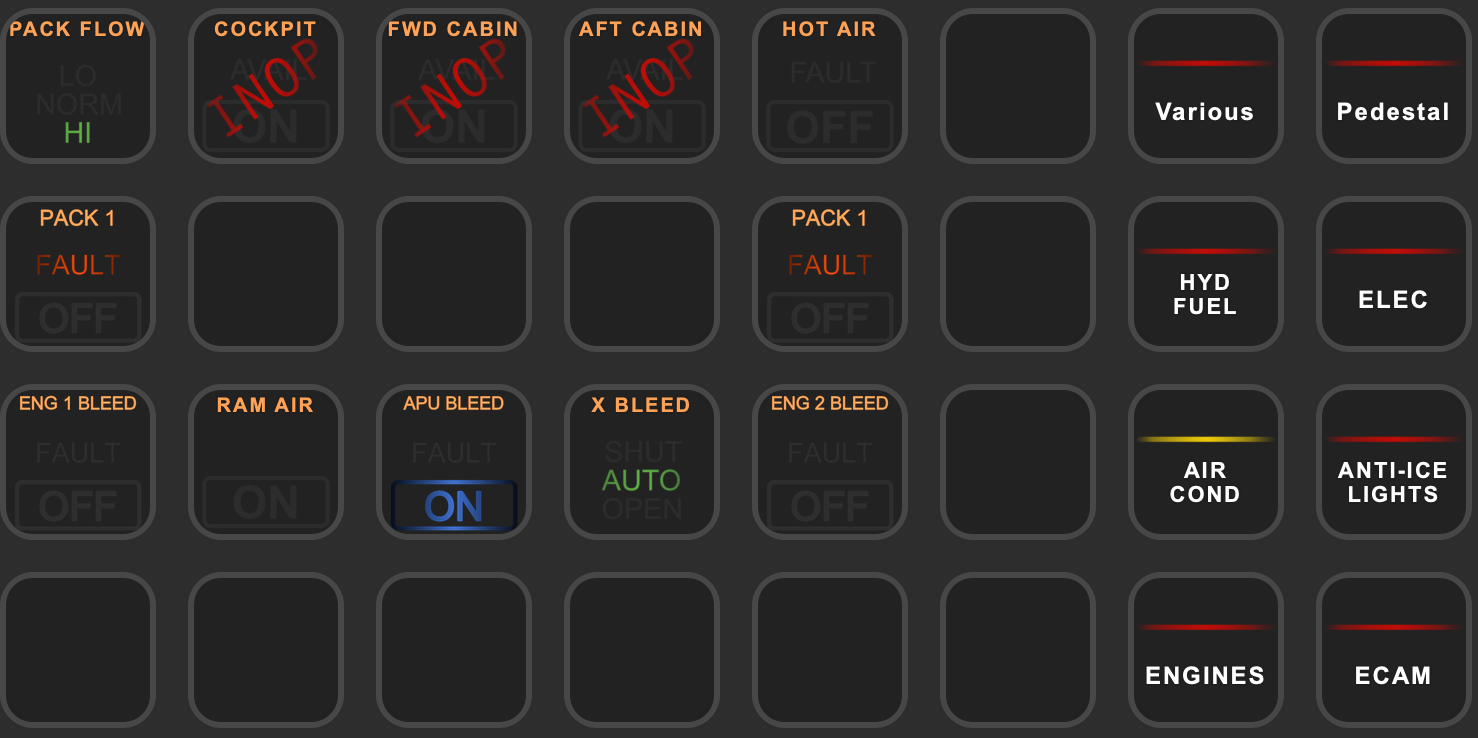 PACK FLOW
LO
NORM
HI
COCKPIT
AVAIL
ON
INOP
FWD CABIN
AVAIL
ON
INOP
AFT CABIN
AVAIL
ON
INOP
HOT AIR
FAULT
OFF
Various
Pedestal
PACK 1
FAULT
OFF
PACK 1
FAULT
OFF
HYD
FUEL
ELEC
ENG 1 BLEED
FAULT
OFF
RAM AIR
ON
APU BLEED
FAULT
ON
X BLEED
SHUT
AUTO
OPEN
ENG 2 BLEED
FAULT
OFF
AIR
COND
ANTI-ICE
LIGHTS
ENGINES
ECAM